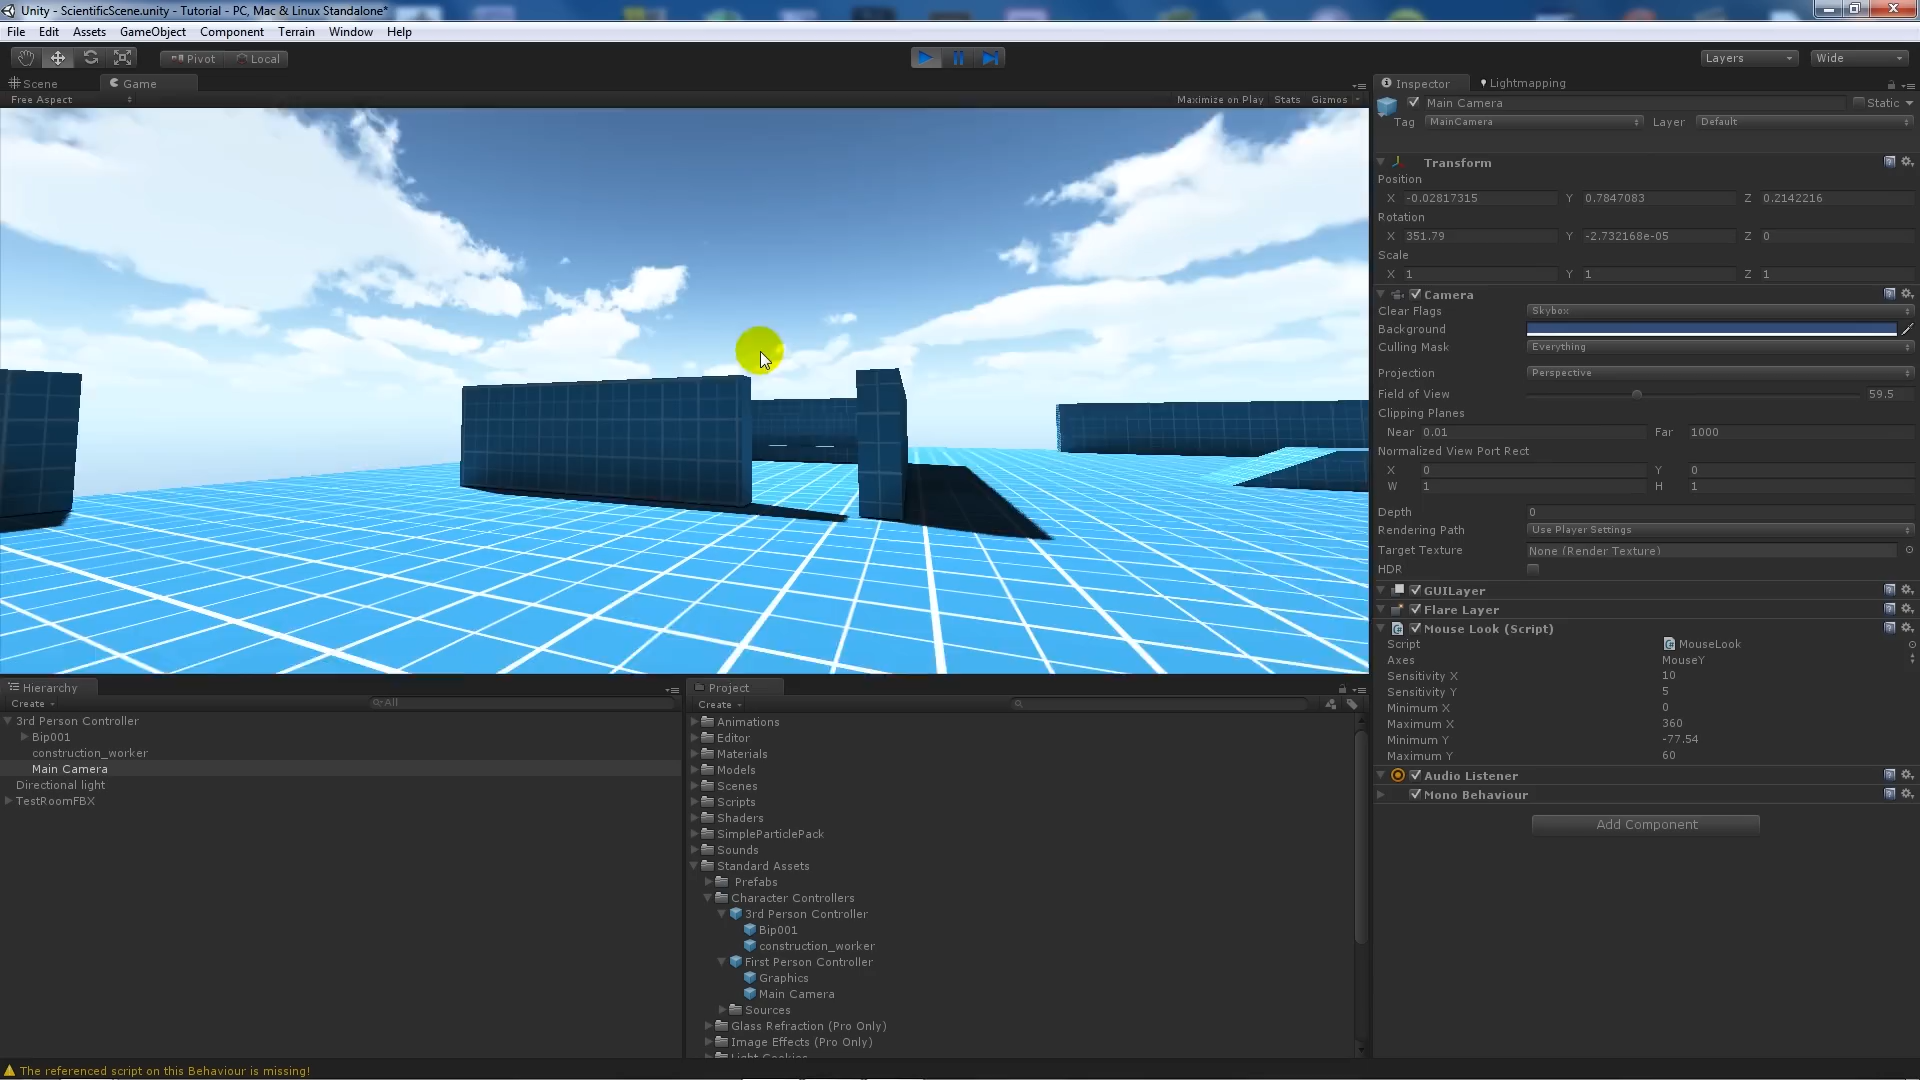 Unity - ScientificScene.unity - Tutorial - PC, Mac & Linux Standalone*
File Edit Assets GameObject Component Terrain Window Help
Pivot Local
Layers Wide
Scene Game
Free Aspect
Maximize on Play Stats Gizmos
Inspector Lightmapping
Main Camera Static
Tag MainCamera Layer Default
Transform
Position
X -0.02817315 Y 0.7847083 Z 0.2142216
Rotation
X 351.79 Y -2.732168e-05 Z 0
Scale
X 1 Y 1 Z 1
Camera
Clear Flags Skybox
Background
Culling Mask Everything
Projection Perspective
Field of View 59.5
Clipping Planes
Near 0.01 Far 1000
Normalized View Port Rect
X 0 Y 0
W 1 H 1
Depth 0
Rendering Path Use Player Settings
Target Texture None (Render Texture)
HDR
GUILayer
Flare Layer
Mouse Look (Script)
Script MouseLook
Axes MouseY
Sensitivity X 10
Sensitivity Y 5
Minimum X 0
Maximum X 360
Minimum Y -77.54
Maximum Y 60
Audio Listener
Mono Behaviour
Add Component
Hierarchy
Create All
3rd Person Controller
Bip001
construction_worker
Main Camera
Directional light
TestRoomFBX
Project
Create
Animations
Editor
Materials
Models
Scenes
Scripts
Shaders
SimpleParticlePack
Sounds
Standard Assets
Prefabs
Character Controllers
3rd Person Controller
Bip001
construction_worker
First Person Controller
Graphics
Main Camera
Sources
Glass Refraction (Pro Only)
Image Effects (Pro Only)
Light Cookies
The referenced script on this Behaviour is missing!